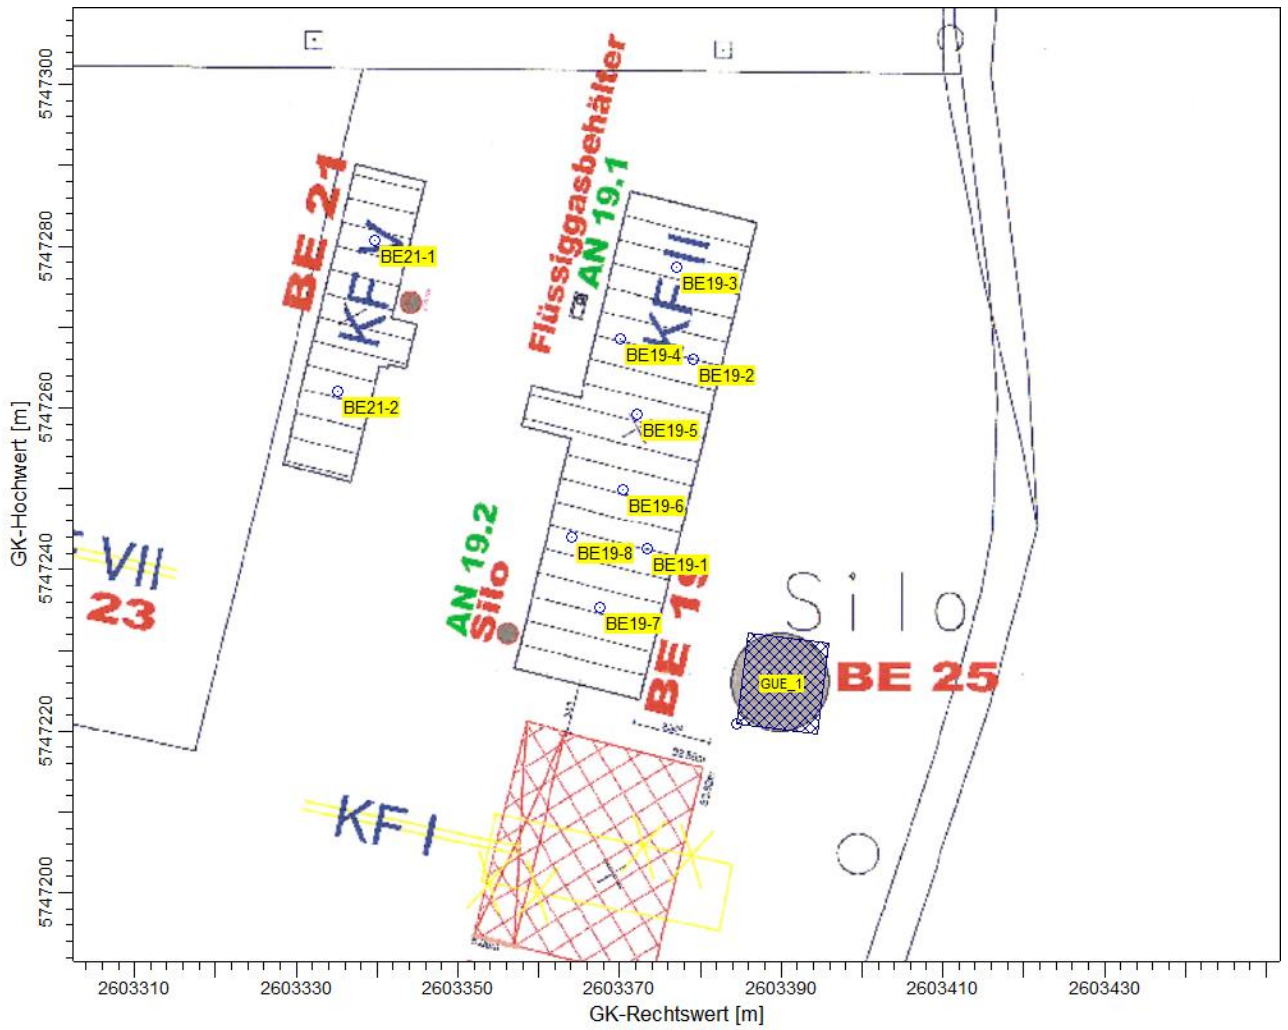 5747300
5747280
5747260
5747240
5747220
5747200
GK-Hochwert [m]
BE 21
KF V
BE21-1
BE21-2
Flüssiggasbehälter
AN 19.1
KF III
BE19-3
BE19-4
BE19-2
BE19-5
BE19-6
BE19-8
BE19-1
BE19-7
AN 19.2
Silo
BE 19
VII
23
Silo
GUE_1
BE 25
KF I
2603310
2603330
2603350
2603370
2603390
2603410
2603430
GK-Rechtswert [m]